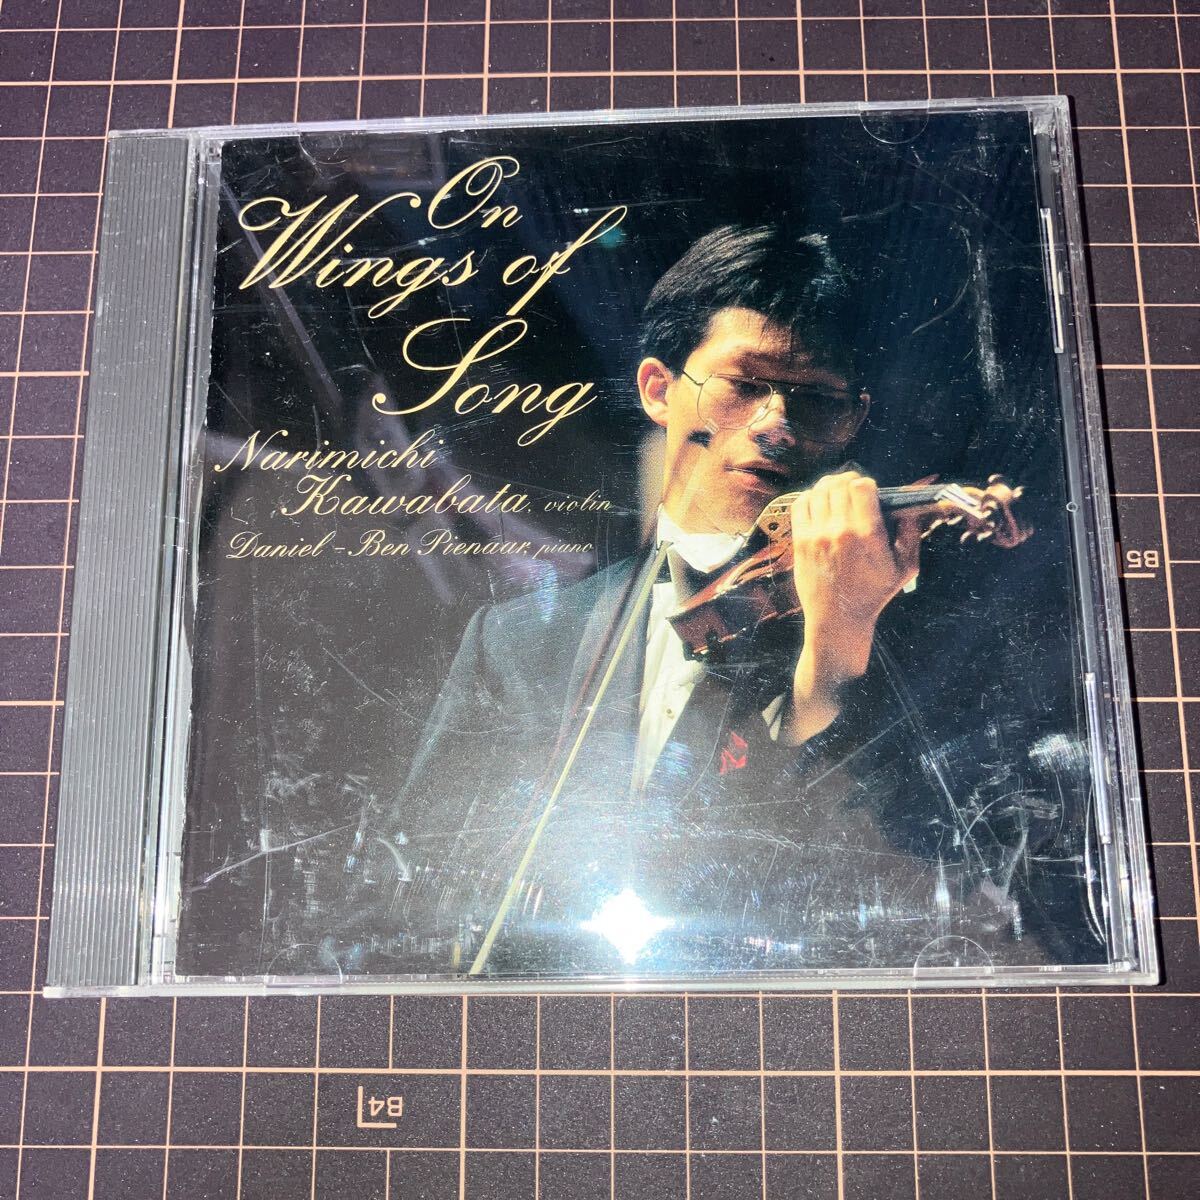 On
Wings of
Song
Narimichi
Kawabata, violin
Daniel-Ben Pienaar, piano
B5
B4